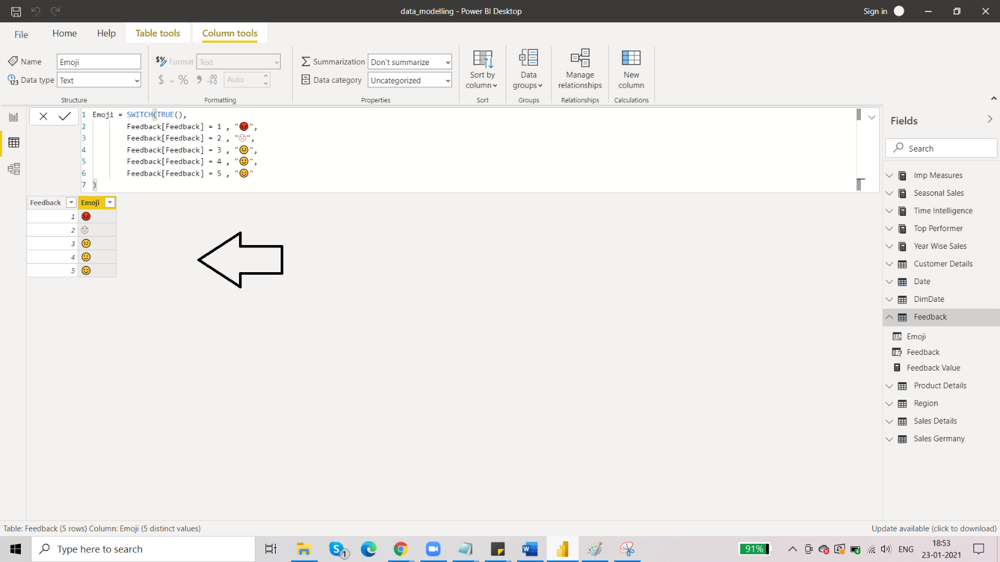 data_modelling - Power BI Desktop
Sign in
File
Home
Help
Table tools
Column tools
Name
Emoji
Data type
Text
Structure
Format
Text
$
%
Auto
Formatting
Summarization
Don't summarize
Data category
Uncategorized
Properties
Sort by
column
Sort
Data
groups
Groups
Manage
relationships
Relationships
New
column
Calculations
1 Emoji = SWITCH(TRUE(),
2 Feedback[Feedback] = 1 , "😡",
3 Feedback[Feedback] = 2 , "☹",
4 Feedback[Feedback] = 3 , "😐",
5 Feedback[Feedback] = 4 , "🙂",
6 Feedback[Feedback] = 5 , "😊"
7 )
Feedback Emoji
1 😡
2 ☹
3 😐
4 🙂
5 😊
Fields
Search
Imp Measures
Seasonal Sales
Time Intelligence
Top Performer
Year Wise Sales
Customer Details
Date
DimDate
Feedback
Emoji
Feedback
Feedback Value
Product Details
Region
Sales Details
Sales Germany
Table: Feedback (5 rows) Column: Emoji (5 distinct values)
Update available (click to download)
Type here to search
1
91%
ENG
18:53
23-01-2021